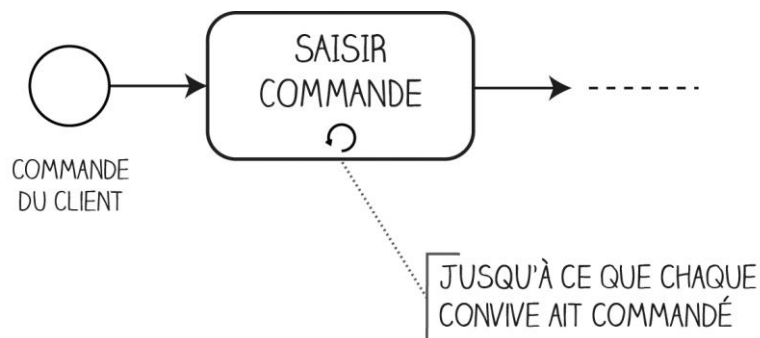 SAISIR
COMMANDE
COMMANDE
DU CLIENT
JUSQU'À CE QUE CHAQUE
CONVIVE AIT COMMANDÉ